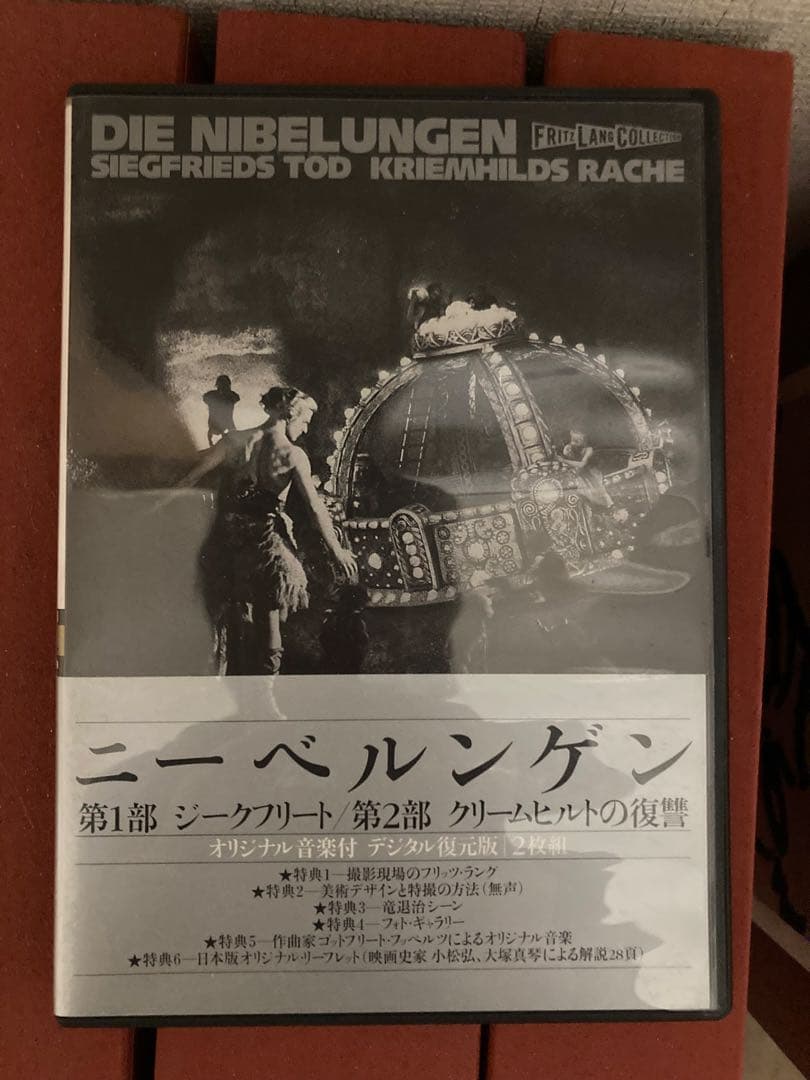 DIE NIBELUNGEN FRITZ LANG COLLECTION
SIEGFRIEDS TOD KRIEMHILDS RACHE
ニーベルンゲン
第1部 ジークフリート/第2部 クリームヒルトの復讐
オリジナル音楽付 デジタル復元版|2枚組
★特典1―撮影現場のフリッツ・ラング
★特典2―美術デザインと特撮の方法(無声)
★特典3―竜退治シーン
★特典4―フォト・ギャラリー
★特典5―作曲家ゴットフリート・フッペルツによるオリジナル音楽
★特典6―日本版オリジナル・リーフレット(映画史家 小松弘、大塚真琴による解説28頁)